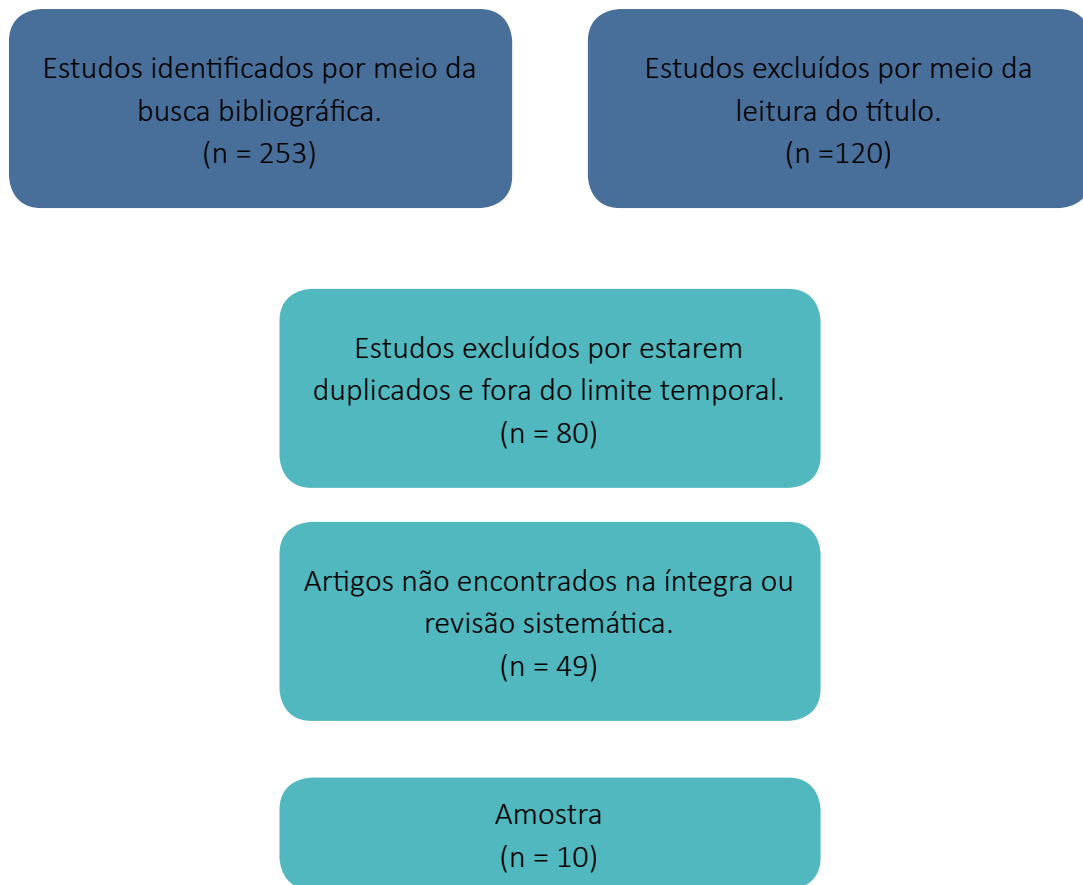 Estudos identificados por meio da
busca bibliográfica.
(n = 253)
Estudos excluídos por meio da
leitura do título.
(n =120)
Estudos excluídos por estarem
duplicados e fora do limite temporal.
(n = 80)
Artigos não encontrados na íntegra ou
revisão sistemática.
(n = 49)
Amostra
(n = 10)